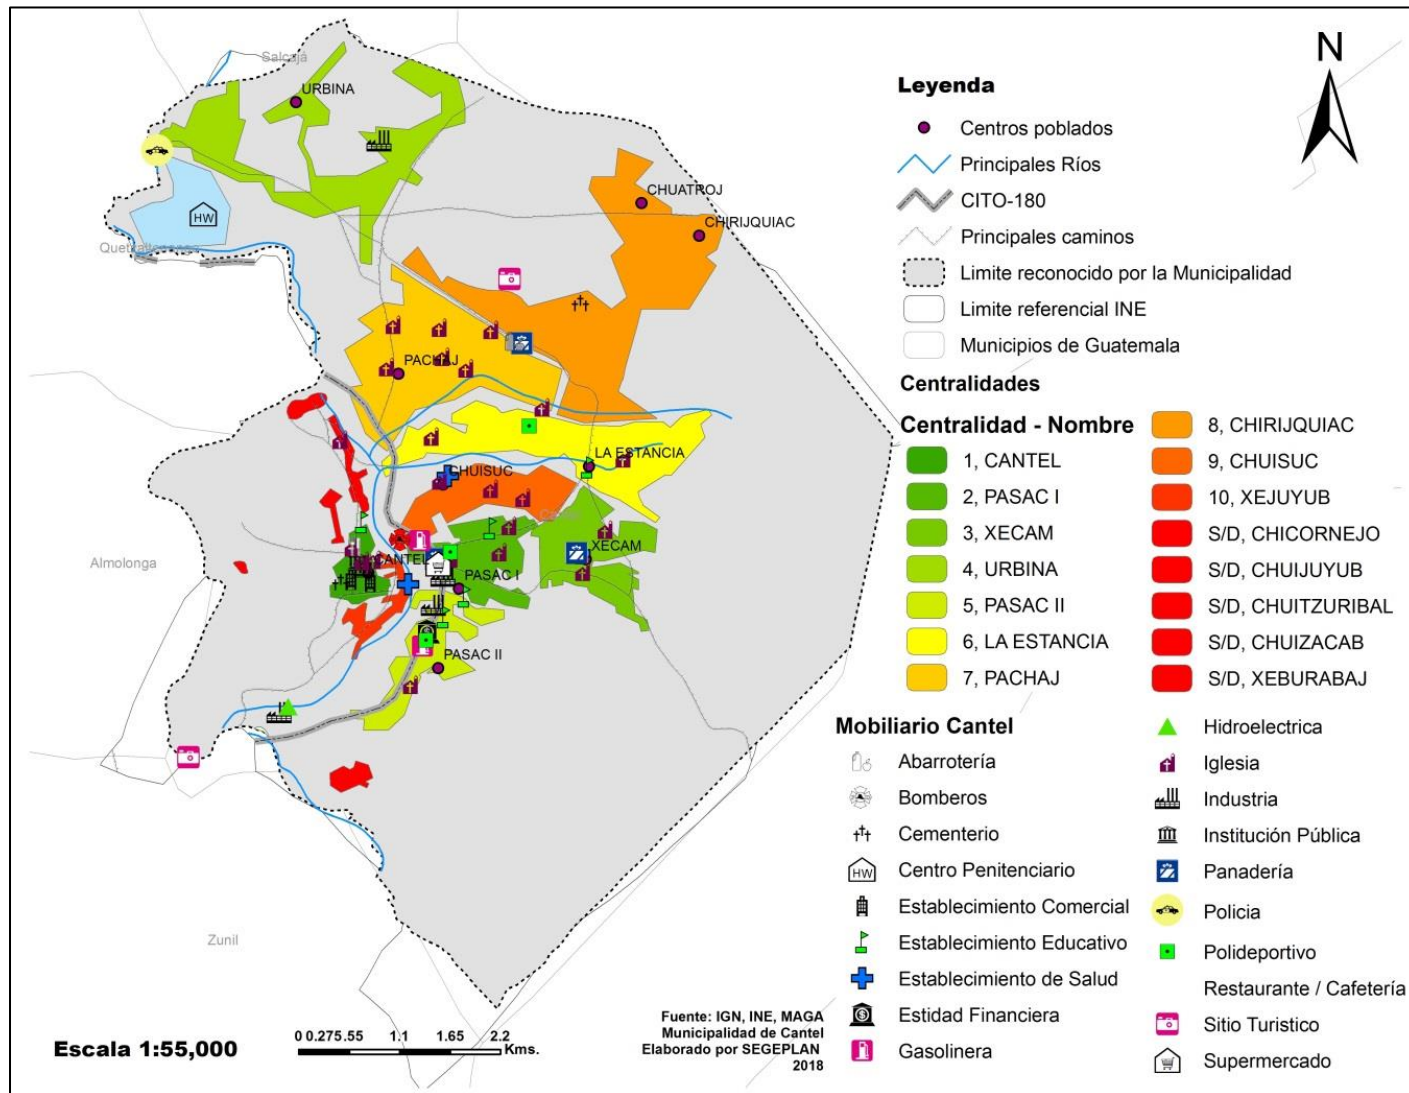 Salcajá
URBINA
HW
Quetzaltenango
CHUATROJ
CHIRIJQUIAC
PACHAJ
LA ESTANCIA
CHUISUC
Cantel
XECAM
CANTEL
PASAC I
PASAC II
Almolonga
Zunil
N
Leyenda
Centros poblados
Principales Ríos
CITO-180
Principales caminos
Limite reconocido por la Municipalidad
Limite referencial INE
Municipios de Guatemala
Centralidades
Centralidad - Nombre
1, CANTEL
2, PASAC I
3, XECAM
4, URBINA
5, PASAC II
6, LA ESTANCIA
7, PACHAJ
8, CHIRIJQUIAC
9, CHUISUC
10, XEJUYUB
S/D, CHICORNEJO
S/D, CHUIJUYUB
S/D, CHUITZURIBAL
S/D, CHUIZACAB
S/D, XEBURABAJ
Mobiliario Cantel
Abarrotería
Bomberos
Cementerio
HW
Centro Penitenciario
Establecimiento Comercial
Establecimiento Educativo
Establecimiento de Salud
Estidad Financiera
Gasolinera
Hidroelectrica
Iglesia
Industria
Institución Pública
Panadería
Policia
Polideportivo
Restaurante / Cafetería
Sitio Turistico
Supermercado
Escala 1:55,000
0 0.275.55 1.1 1.65 2.2
Kms.
Fuente: IGN, INE, MAGA
Municipalidad de Cantel
Elaborado por SEGEPLAN
2018